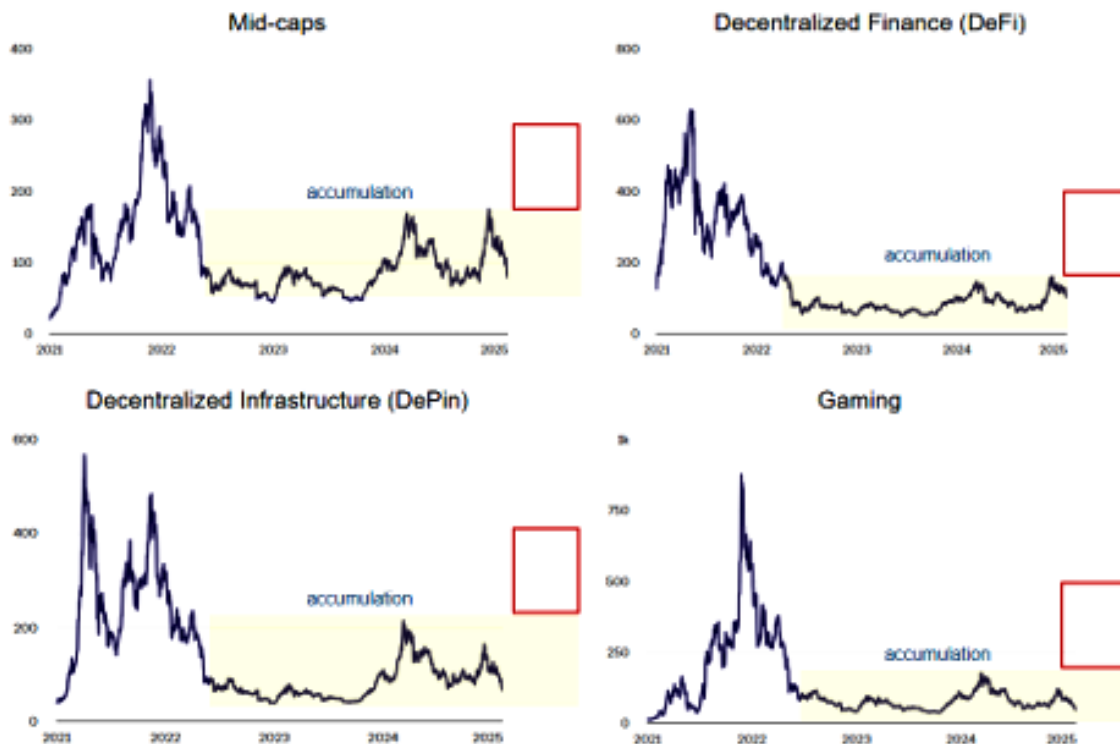 Mid-caps
400
300
200
100
0
accumulation
2021 2022 2023 2024 2025
Decentralized Finance (DeFi)
800
600
400
200
0
accumulation
2021 2022 2023 2024 2025
Decentralized Infrastructure (DePin)
600
400
200
0
accumulation
2021 2022 2023 2024 2025
Gaming
750
500
250
0
accumulation
2021 2022 2023 2024 2025